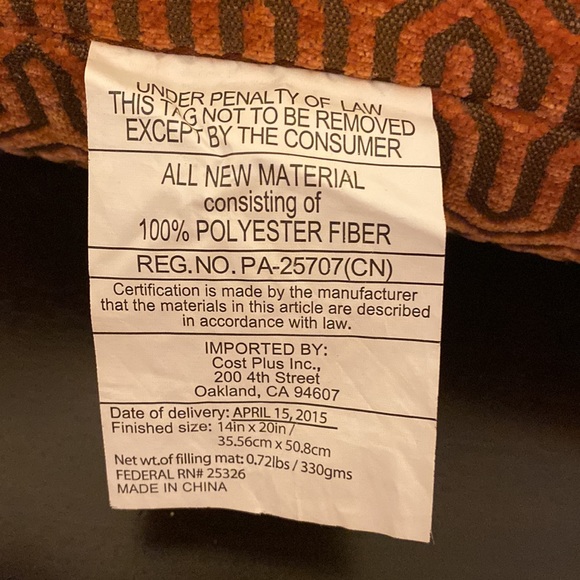 UNDER PENALTY OF LAW
THIS TAG NOT TO BE REMOVED
EXCEPT BY THE CONSUMER
ALL NEW MATERIAL
consisting of
100% POLYESTER FIBER
REG.NO. PA-25707(CN)
Certification is made by the manufacturer
that the materials in this article are described
in accordance with law.
IMPORTED BY:
Cost Plus Inc.,
200 4th Street
Oakland, CA 94607
Date of delivery: APRIL 15, 2015
Finished size: 14in x 20in /
35.56cm x 50.8cm
Net wt.of filling mat: 0.72lbs / 330gms
FEDERAL RN# 25326
MADE IN CHINA